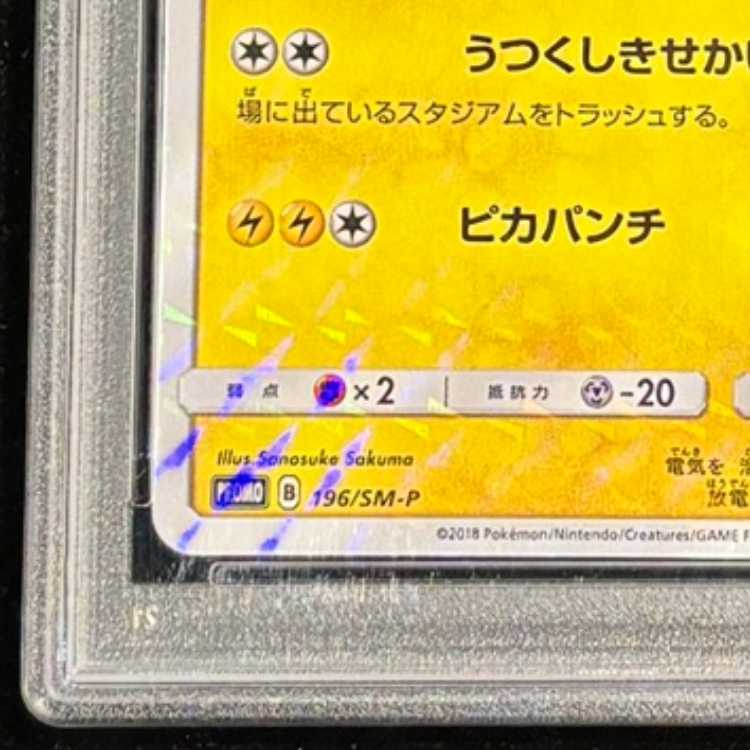 うつくしきせかい
場に出ているスタジアムをトラッシュする。
ピカパンチ
弱点 ×2 抵抗力 -20
Illus. Sanosuke Sakuma
電気を
PROMO B 196/SM-P
放電
©2018 Pokémon/Nintendo/Creatures/GAME F